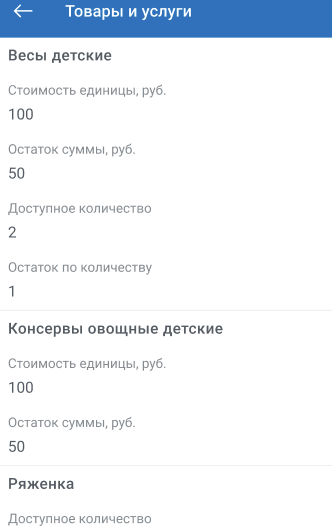 Товары и услуги
Весы детские
Стоимость единицы, руб.
100
Остаток суммы, руб.
50
Доступное количество
2
Остаток по количеству
1
Консервы овощные детские
Стоимость единицы, руб.
100
Остаток суммы, руб.
50
Ряженка
Доступное количество